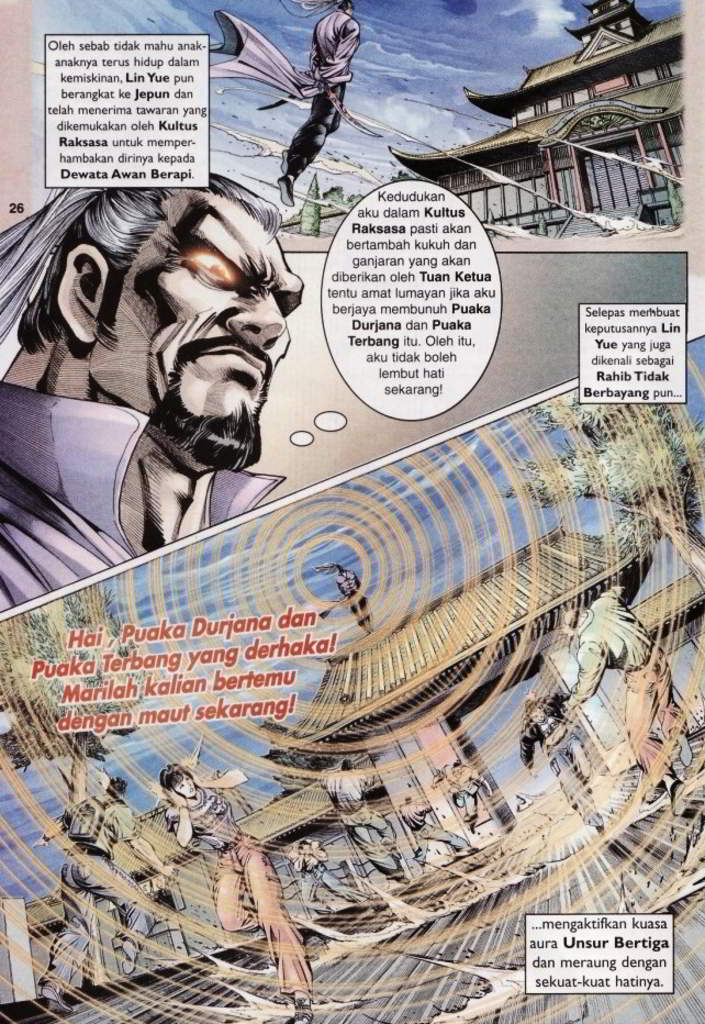 Oleh sebab tidak mahu anak-
anaknya terus hidup dalam
kemiskinan, Lin Yue pun
berangkat ke Jepun dan
telah menerima tawaran yang
dikemukakan oleh Kultus
Raksasa untuk memper-
hambakan dirinya kepada
Dewata Awan Berapi.
26
Kedudukan
aku dalam Kultus
Raksasa pasti akan
bertambah kukuh dan
ganjaran yang akan
diberikan oleh Tuan Ketua
tentu amat lumayan jika aku
berjaya membunuh Puaka
Durjana dan Puaka
Terbang itu. Oleh itu,
aku tidak boleh
lembut hati
sekarang!
Selepas membuat
keputusannya Lin
Yue yang juga
dikenali sebagai
Rahib Tidak
Berbayang pun...
Hai, Puaka Durjana dan
Puaka Terbang yang derhaka!
Marilah kalian bertemu
dengan maut sekarang!
...mengaktifkan kuasa
aura Unsur Bertiga
dan meraung dengan
sekuat-kuat hatinya.